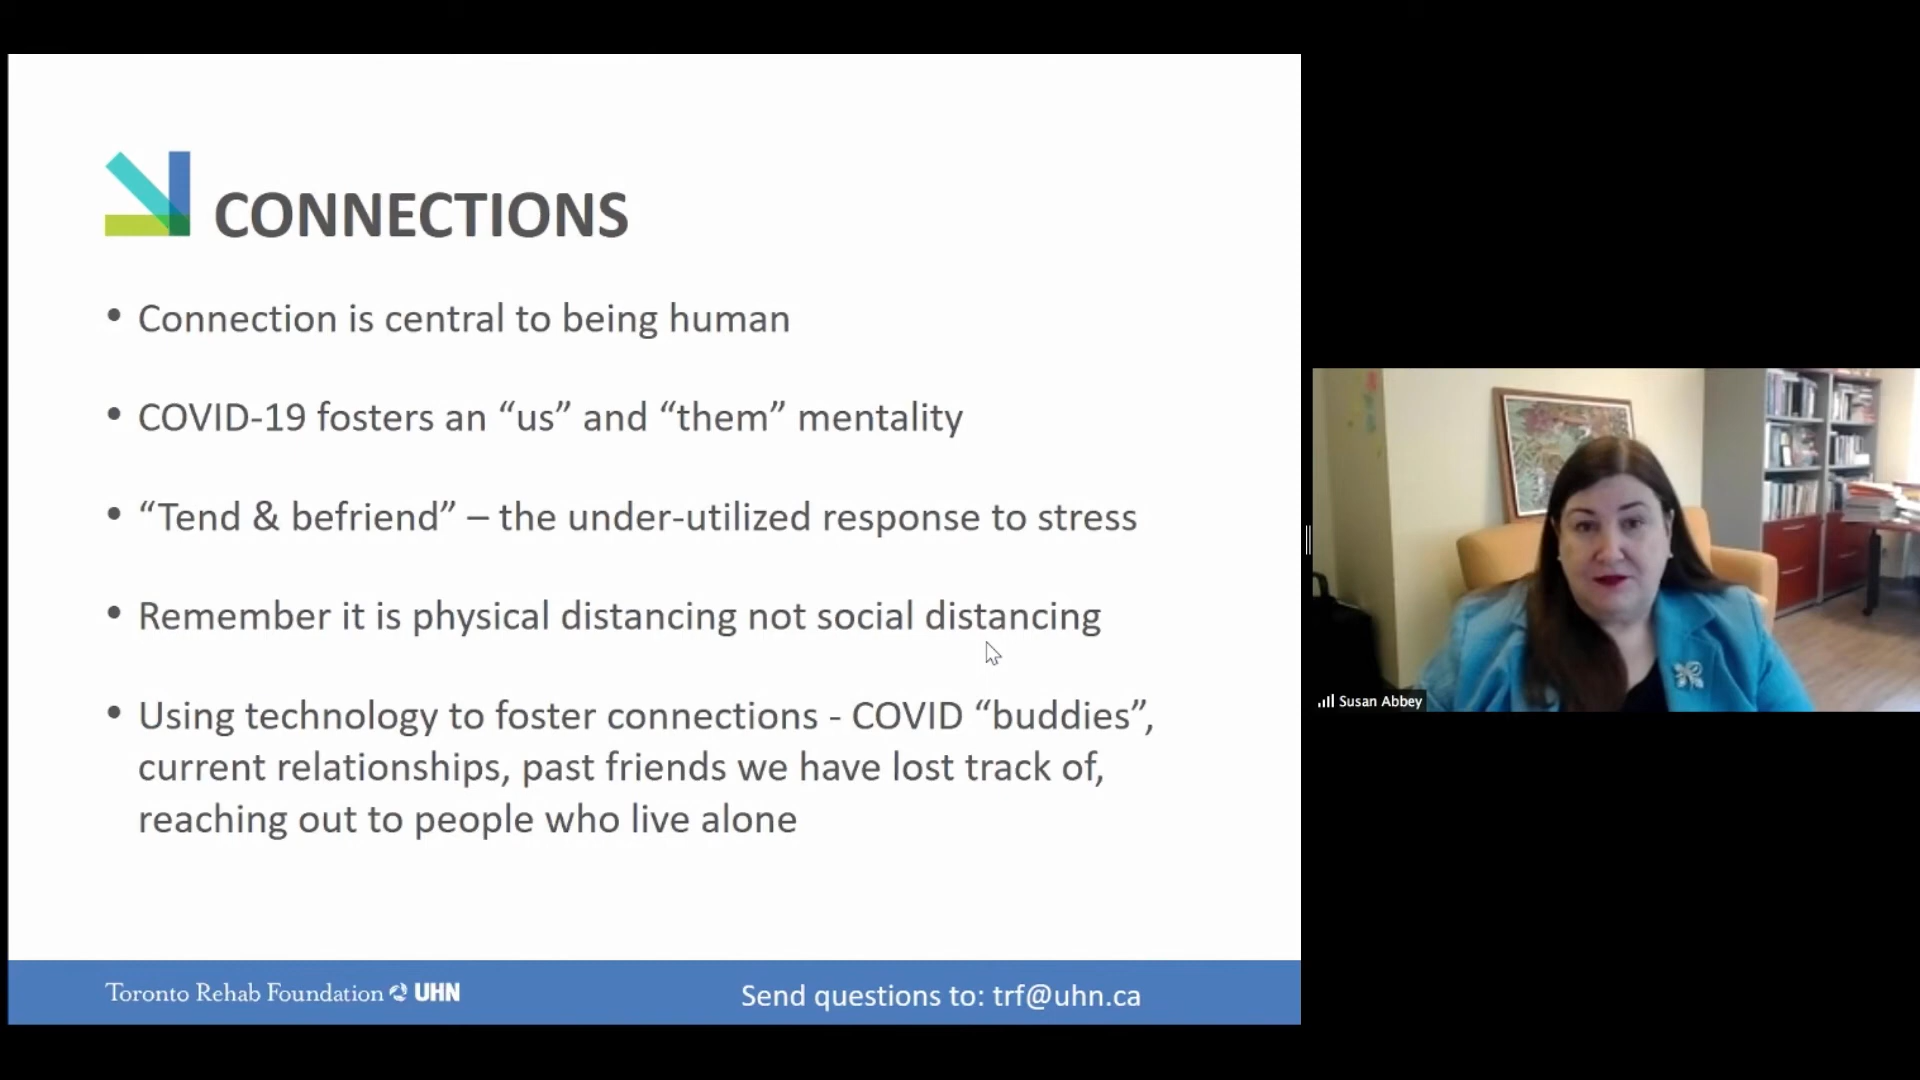 CONNECTIONS
• Connection is central to being human
• COVID-19 fosters an “us” and “them” mentality
• “Tend & befriend” – the under-utilized response to stress
• Remember it is physical distancing not social distancing
• Using technology to foster connections - COVID “buddies”,
current relationships, past friends we have lost track of,
reaching out to people who live alone
Toronto Rehab Foundation UHN
Send questions to: trf@uhn.ca
Susan Abbey